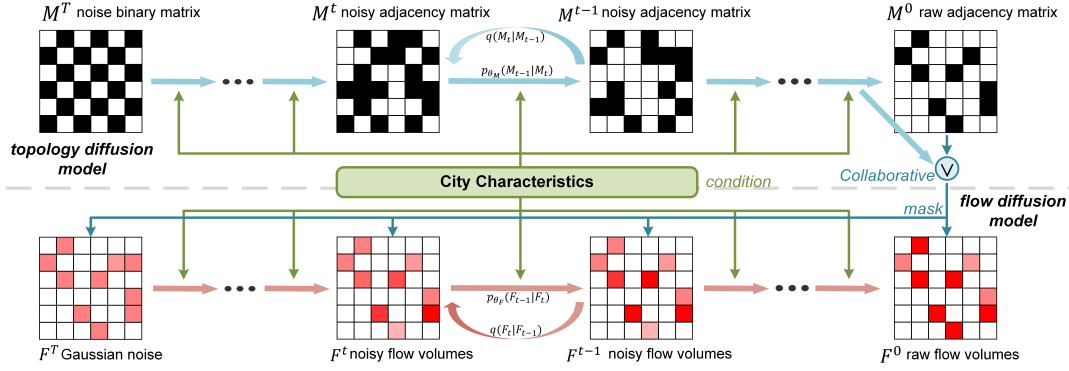 M^T noise binary matrix
M^t noisy adjacency matrix
M^{t-1} noisy adjacency matrix
M^0 raw adjacency matrix
q(M_t|M_{t-1})
p_{θ_M}(M_{t-1}|M_t)
topology diffusion
model
City Characteristics
condition
Collaborative
V
mask
flow diffusion
model
p_{θ_F}(F_{t-1}|F_t)
q(F_t|F_{t-1})
F^T Gaussian noise
F^t noisy flow volumes
F^{t-1} noisy flow volumes
F^0 raw flow volumes